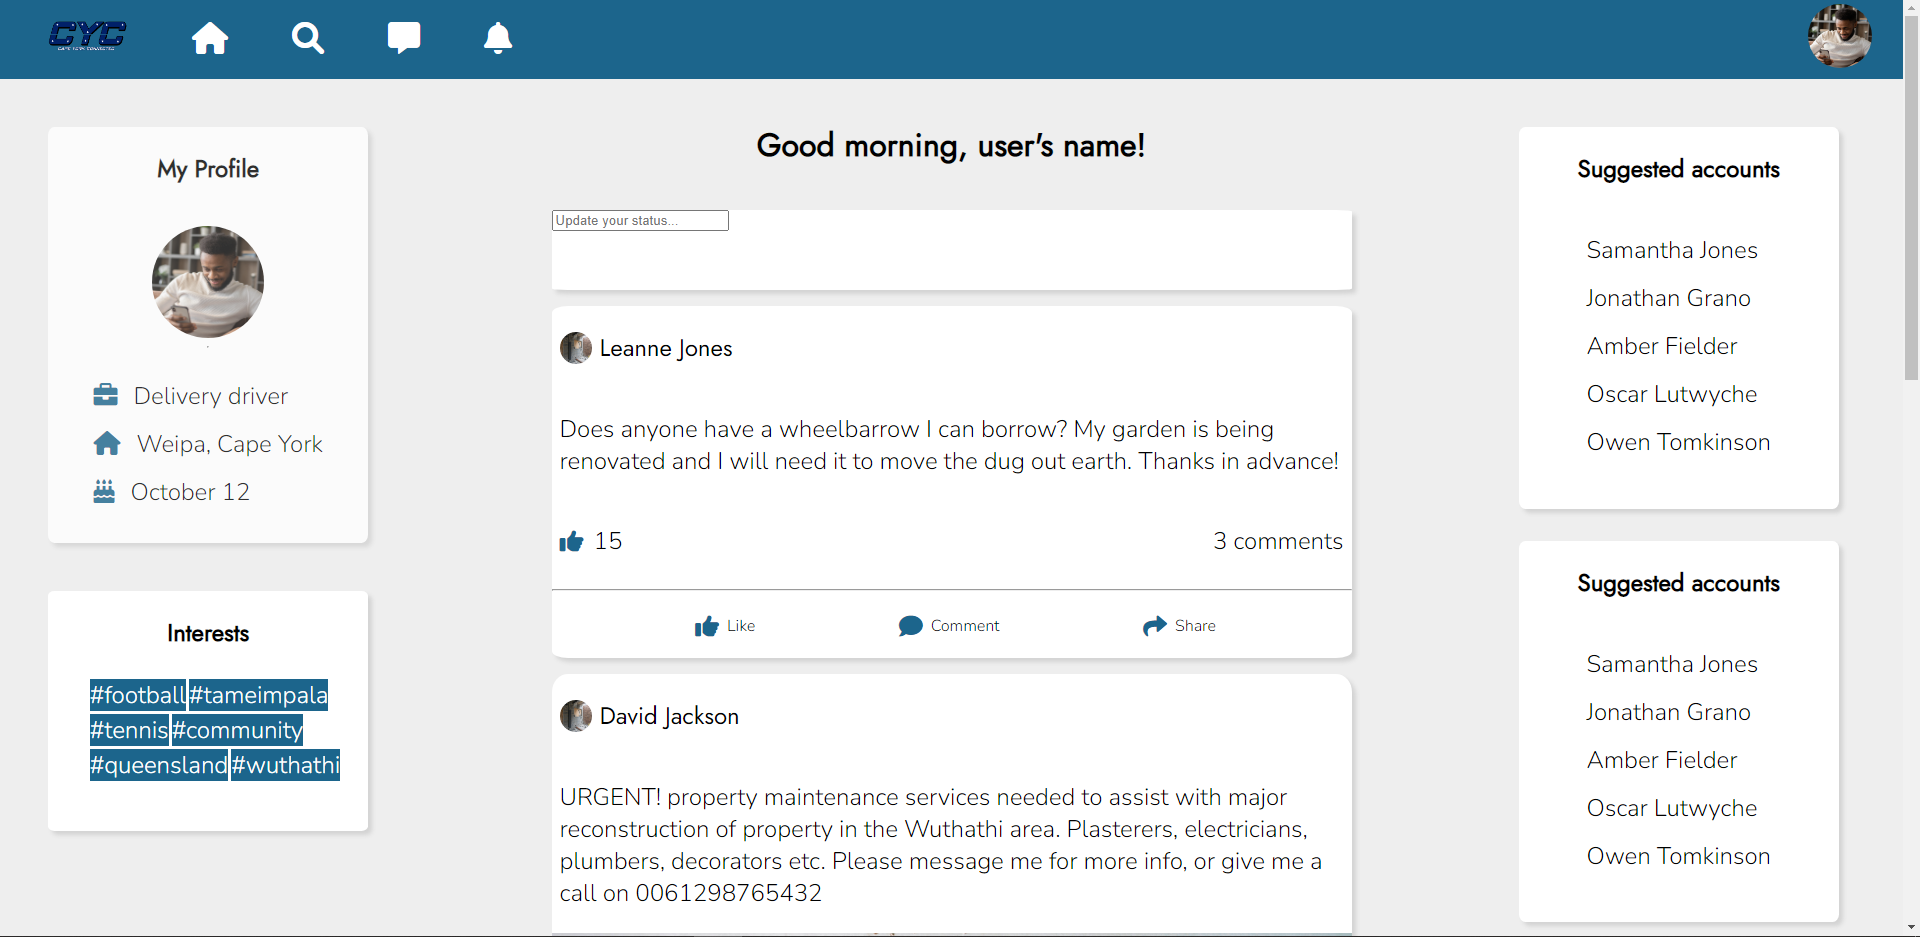 CYC
My Profile
Delivery driver
Weipa, Cape York
October 12
Interests
#football #tameimpala
#tennis #community
#queensland #wuthathi
Good morning, user's name!
Update your status...
Leanne Jones
Does anyone have a wheelbarrow I can borrow? My garden is being
renovated and I will need it to move the dug out earth. Thanks in advance!
15
3 comments
Like
Comment
Share
David Jackson
URGENT! property maintenance services needed to assist with major
reconstruction of property in the Wuthathi area. Plasterers, electricians,
plumbers, decorators etc. Please message me for more info, or give me a
call on 0061298765432
Suggested accounts
Samantha Jones
Jonathan Grano
Amber Fielder
Oscar Lutwyche
Owen Tomkinson
Suggested accounts
Samantha Jones
Jonathan Grano
Amber Fielder
Oscar Lutwyche
Owen Tomkinson